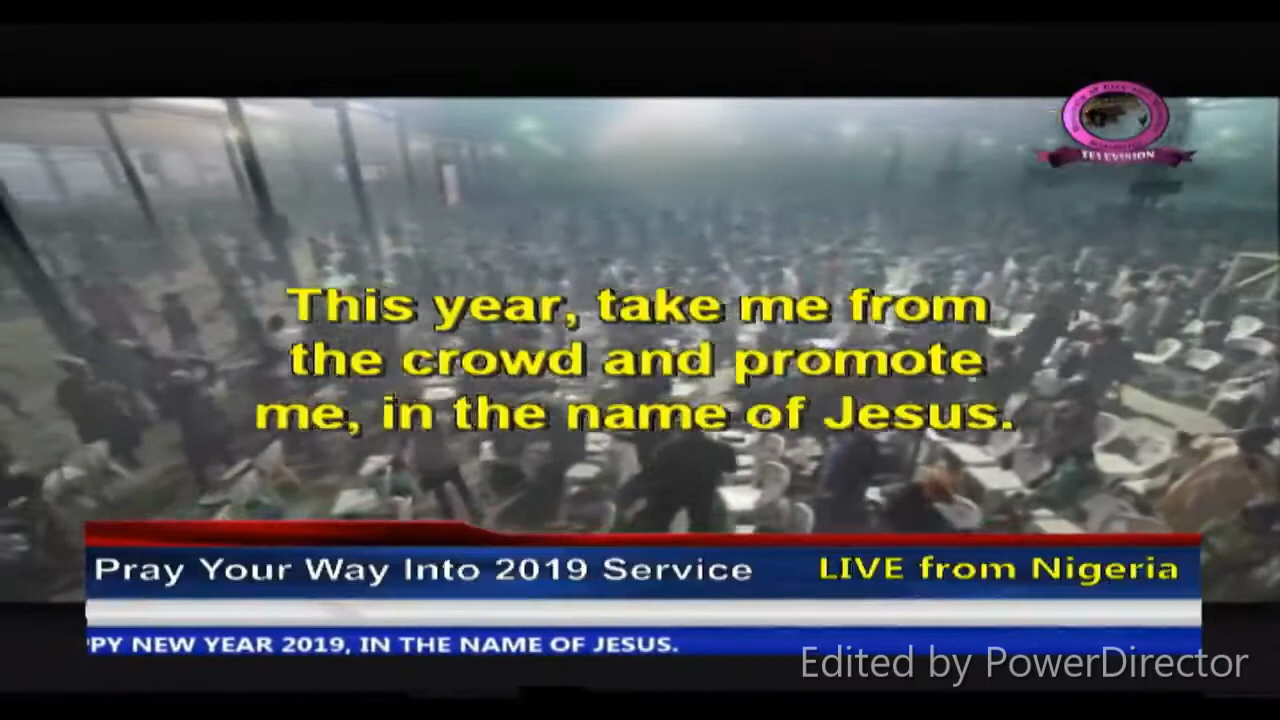 TELEVISION
This year, take me from
the crowd and promote
me, in the name of Jesus.
Pray Your Way Into 2019 Service
LIVE from Nigeria
PY NEW YEAR 2019, IN THE NAME OF JESUS.
Edited by PowerDirector